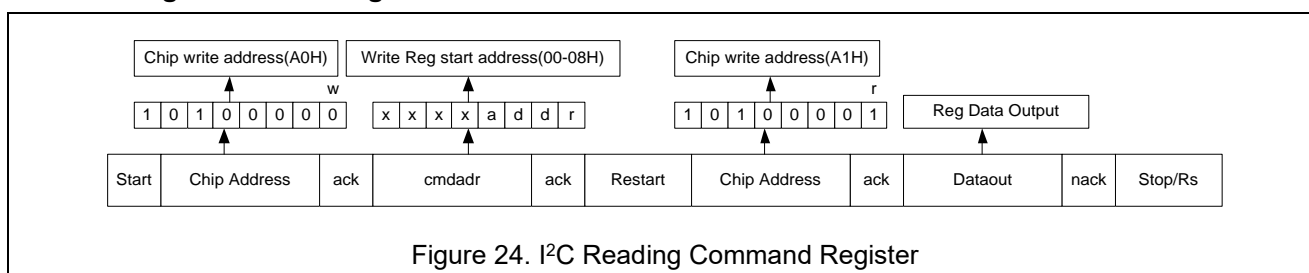 Chip write address(A0H) Write Reg start address(00-08H) Chip write address(A1H)
w r
1 0 1 0 0 0 0 0 x x x x a d d r 1 0 1 0 0 0 0 1 Reg Data Output
Start Chip Address ack cmdadr ack Restart Chip Address ack Dataout nack Stop/Rs
Figure 24. I²C Reading Command Register